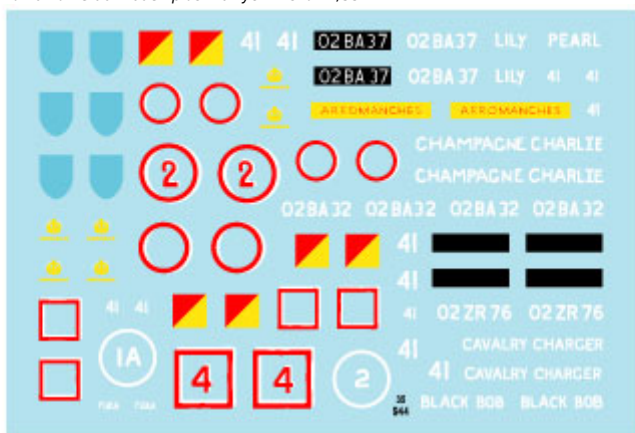 41 41 02BA37 02BA37 LILY PEARL
02BA37 02BA37 LILY 41 41
ARROMANCHES ARROMANCHES 41
CHAMPAGNE CHARLIE
2 2
CHAMPAGNE CHARLIE
02BA32 02BA32 02BA32 02BA32
41
41
41 41 41 02ZR76 02ZR76
1A 41 CAVALRY CHARGER
4 4 2 41 CAVALRY CHARGER
BLACK BOB BLACK BOB